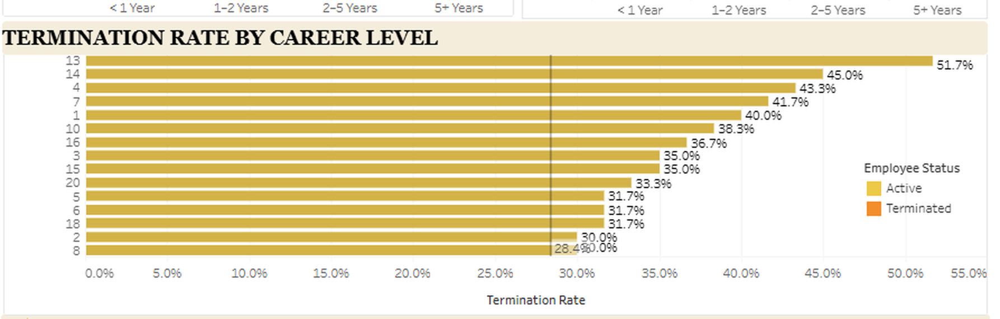 < 1 Year 1–2 Years 2–5 Years 5+ Years < 1 Year 1–2 Years 2–5 Years 5+ Years
TERMINATION RATE BY CAREER LEVEL
13 51.7%
14 45.0%
4 43.3%
7 41.7%
1 40.0%
10 38.3%
16 36.7%
3 35.0%
15 35.0%
20 33.3%
5 31.7%
6 31.7%
18 31.7%
2 30.0%
8 28.4% 30.0%
Employee Status
Active
Terminated
0.0% 5.0% 10.0% 15.0% 20.0% 25.0% 30.0% 35.0% 40.0% 45.0% 50.0% 55.0%
Termination Rate